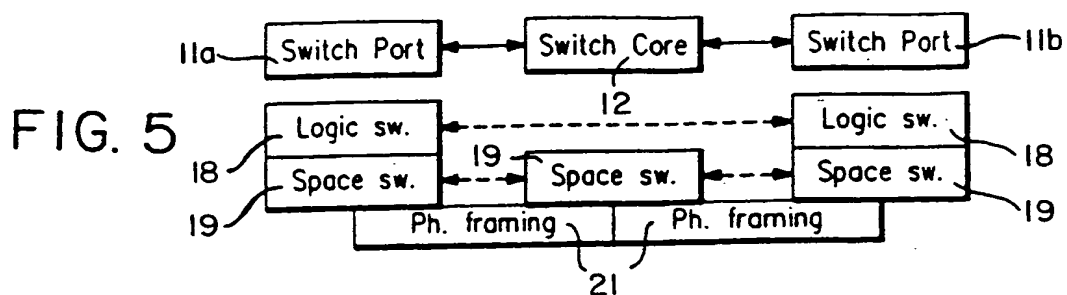 11a
Switch Port
Switch Core
Switch Port
11b
12
FIG. 5
Logic sw.
Logic sw.
18
19
18
Space sw.
Space sw.
Space sw.
19
19
Ph. framing
Ph. framing
21